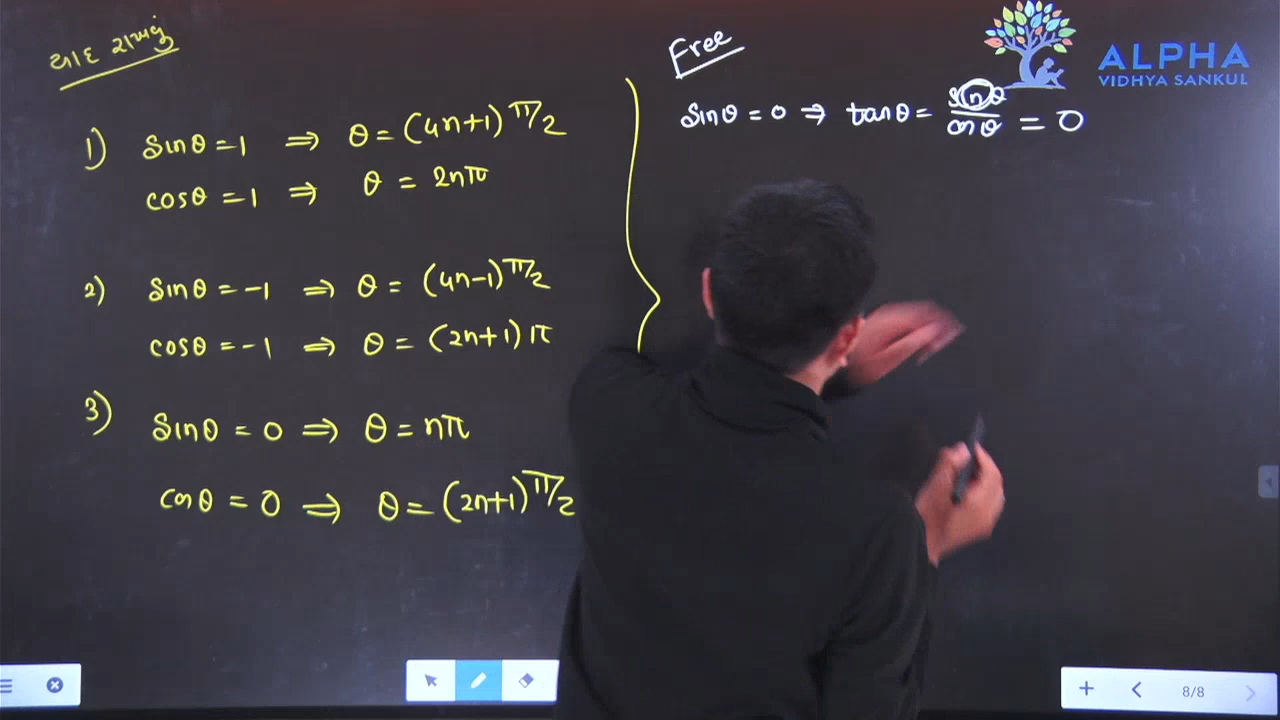 યાદ રાખવું
1) sinθ = 1 ⇒ θ = (4n+1) π/2
cosθ = 1 ⇒ θ = 2nπ
2) sinθ = -1 ⇒ θ = (4n-1) π/2
cosθ = -1 ⇒ θ = (2n+1) π
3) sinθ = 0 ⇒ θ = nπ
cosθ = 0 ⇒ θ = (2n+1) π/2
Free
sinθ = 0 ⇒ tanθ = sinθ/cosθ = 0
ALPHA
VIDHYA SANKUL
8/8